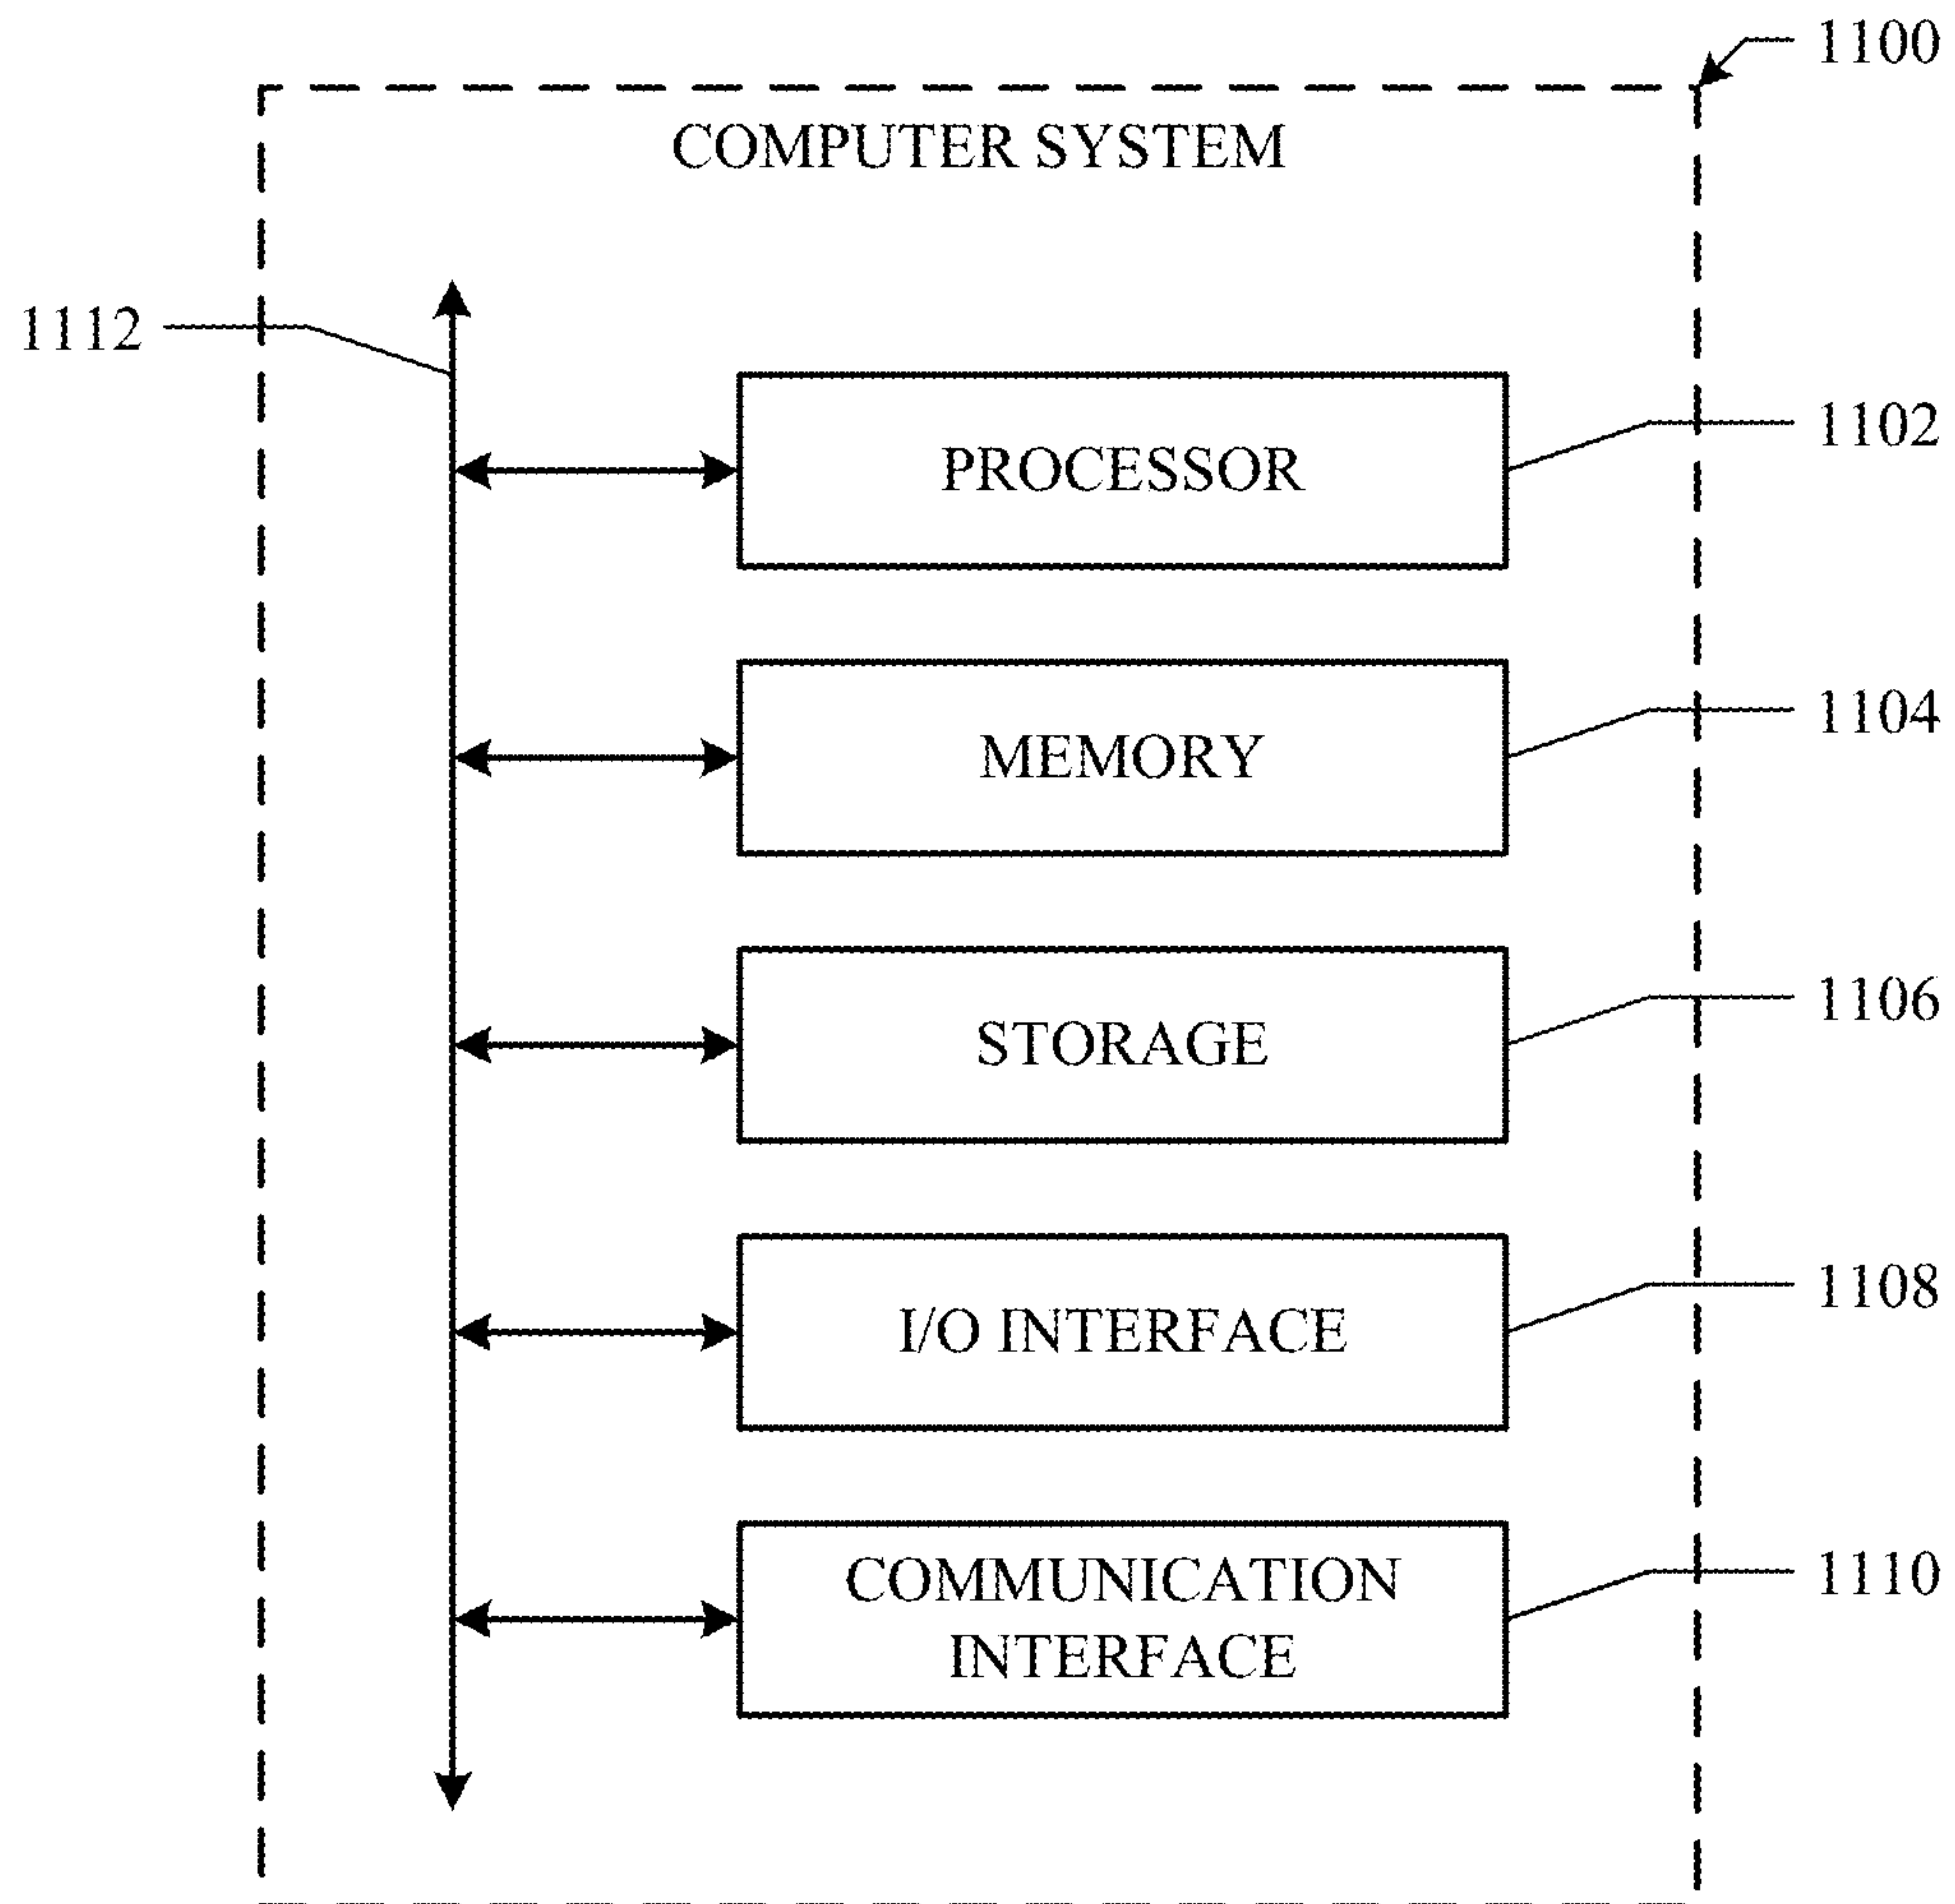 1100
COMPUTER SYSTEM
1112
PROCESSOR
1102
MEMORY
1104
STORAGE
1106
I/O INTERFACE
1108
COMMUNICATION
INTERFACE
1110